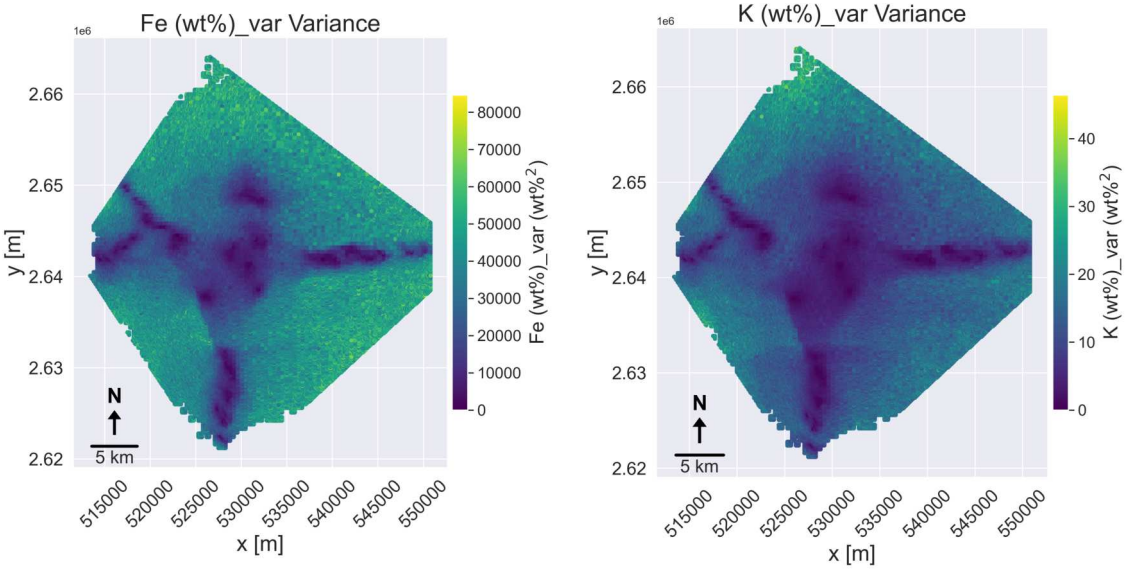 Fe (wt%)_var Variance
1e6
2.66
2.65
2.64
2.63
2.62
y [m]
N
5 km
515000
520000
525000
530000
535000
540000
545000
550000
x [m]
80000
70000
60000
50000
40000
30000
20000
10000
0
Fe (wt%)_var (wt%²)
K (wt%)_var Variance
1e6
2.66
2.65
2.64
2.63
2.62
y [m]
N
5 km
515000
520000
525000
530000
535000
540000
545000
550000
x [m]
40
30
20
10
0
K (wt%)_var (wt%²)